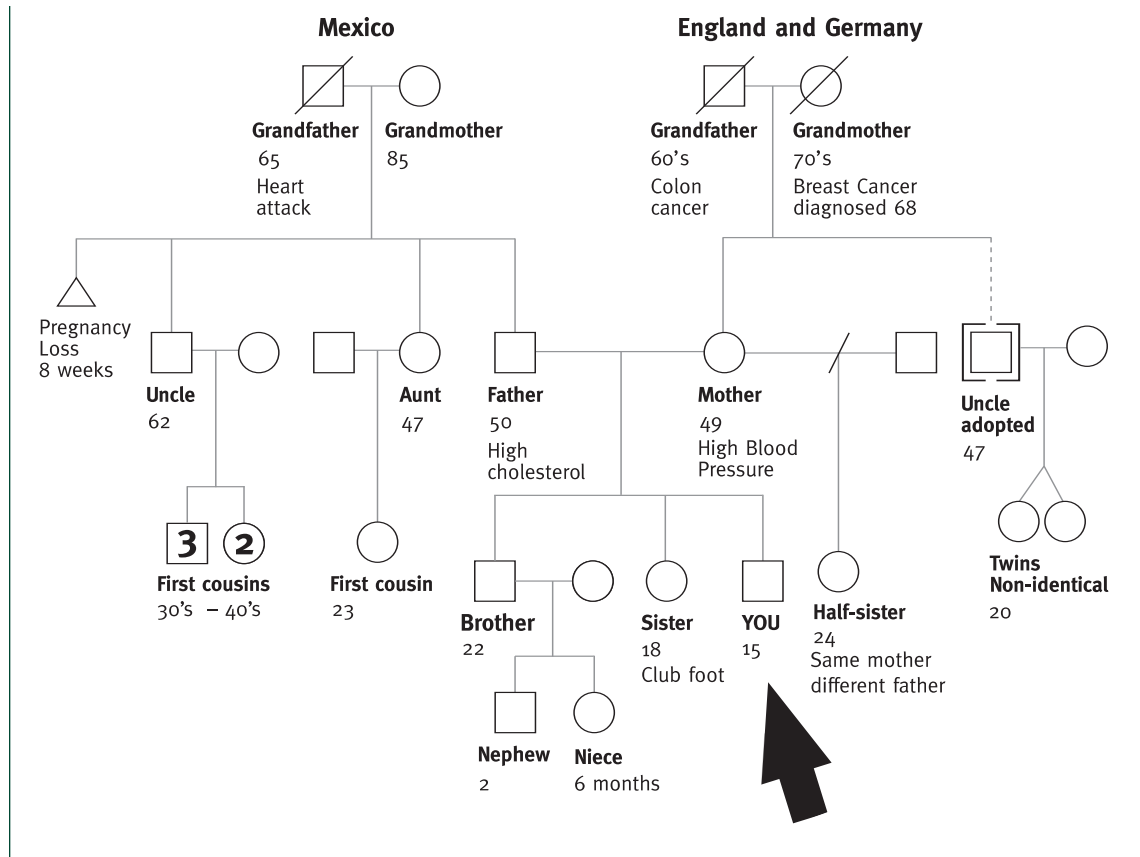 Mexico
England and Germany
Grandfather
65
Heart
attack
Grandmother
85
Grandfather
60's
Colon
cancer
Grandmother
70's
Breast Cancer
diagnosed 68
Pregnancy
Loss
8 weeks
Uncle
62
Aunt
47
Father
50
High
cholesterol
Mother
49
High Blood
Pressure
Uncle
adopted
47
3
2
First cousins
30's – 40's
First cousin
23
Brother
22
Sister
18
Club foot
YOU
15
Half-sister
24
Same mother
different father
Twins
Non-identical
20
Nephew
2
Niece
6 months